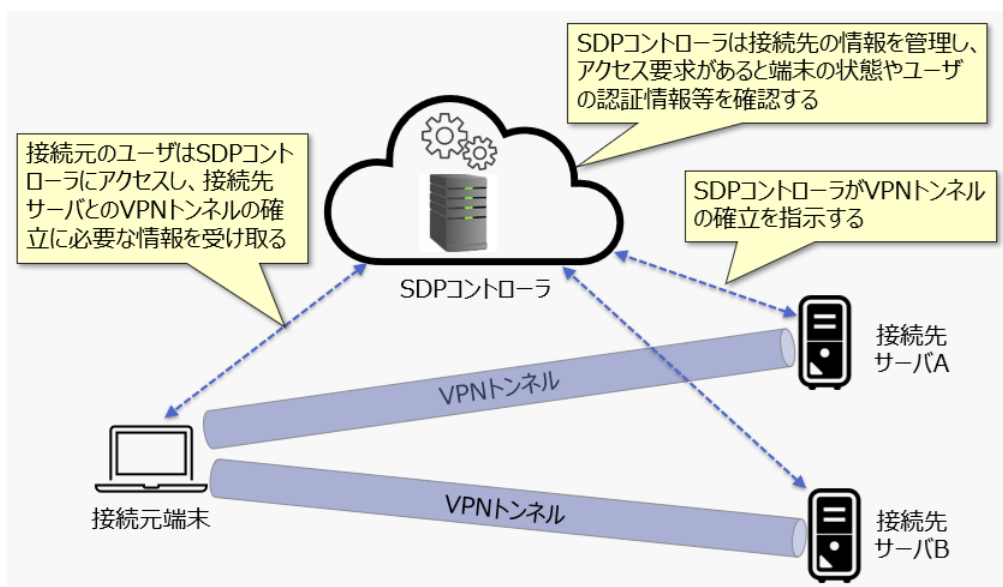 SDPコントローラは接続先の情報を管理し、
アクセス要求があると端末の状態やユーザ
の認証情報等を確認する
接続元のユーザはSDPコント
ローラにアクセスし、接続先
サーバとのVPNトンネルの確
立に必要な情報を受け取る
SDPコントローラがVPNトンネル
の確立を指示する
SDPコントローラ
接続先
サーバA
VPNトンネル
接続元端末
VPNトンネル
接続先
サーバB